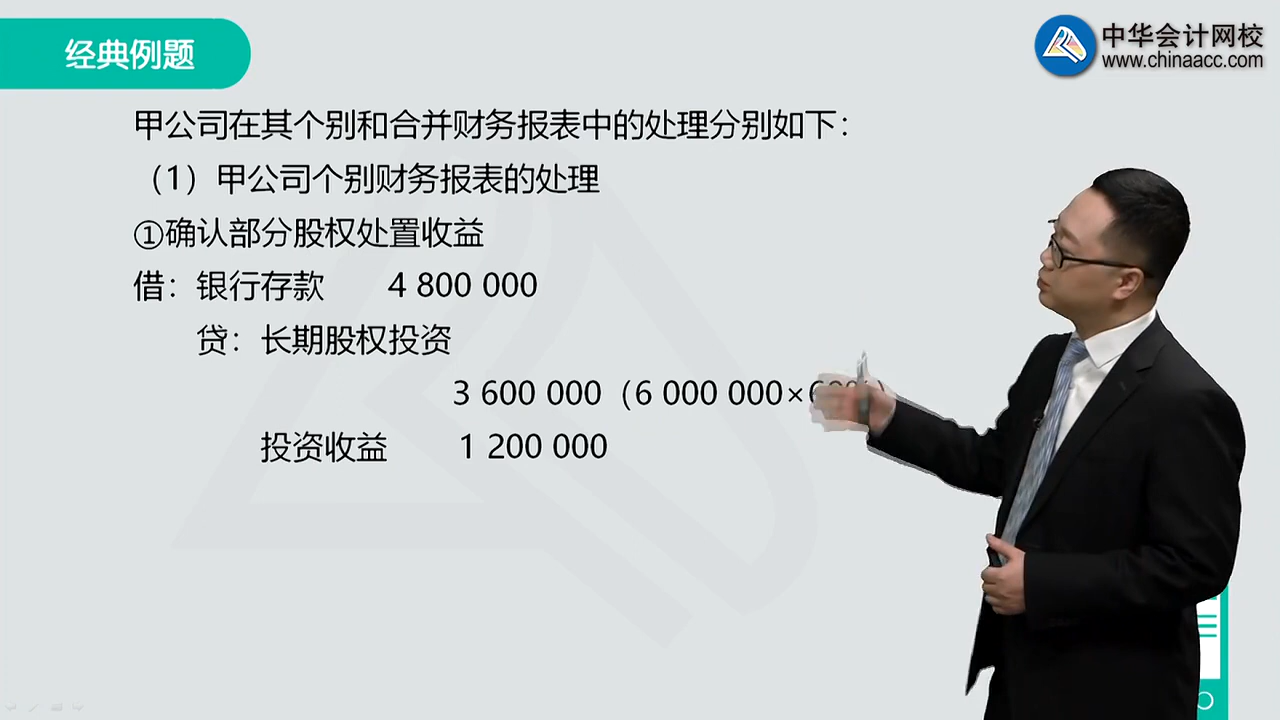 经典例题
中华会计网校
www.chinaacc.com
甲公司在其个别和合并财务报表中的处理分别如下：
（1）甲公司个别财务报表的处理
①确认部分股权处置收益
借：银行存款 4 800 000
贷：长期股权投资
3 600 000（6 000 000×
投资收益 1 200 000